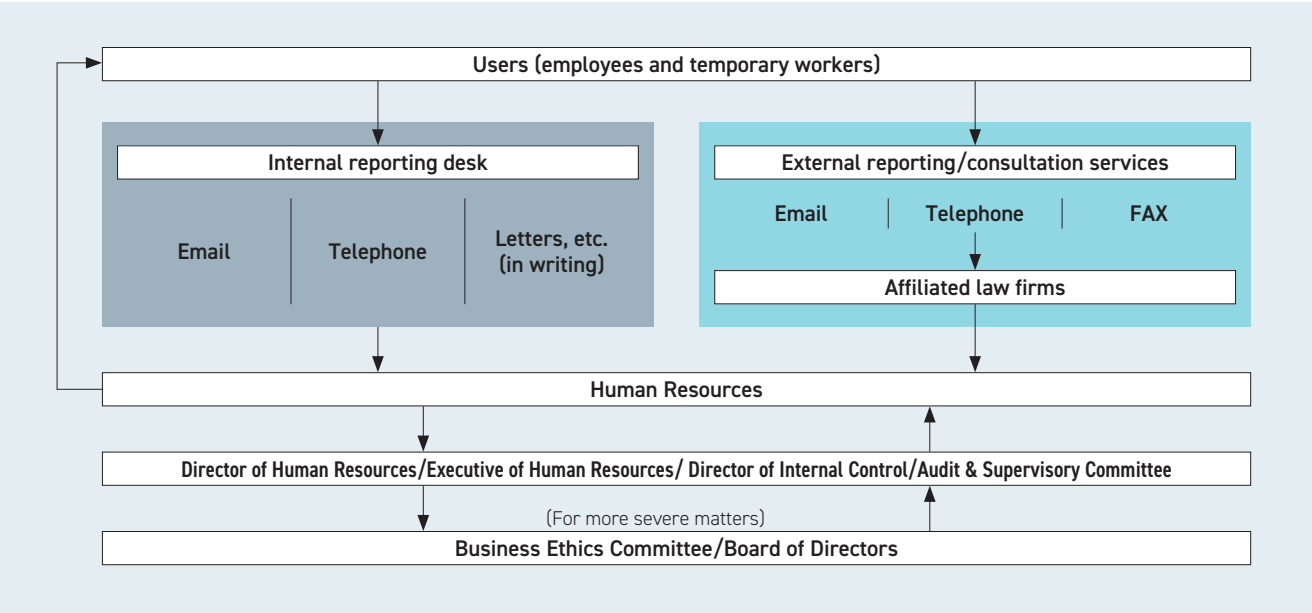 Users (employees and temporary workers)
Internal reporting desk
Email
Telephone
Letters, etc.
(in writing)
External reporting/consultation services
Email
Telephone
FAX
Affiliated law firms
Human Resources
Director of Human Resources/Executive of Human Resources/ Director of Internal Control/Audit & Supervisory Committee
(For more severe matters)
Business Ethics Committee/Board of Directors